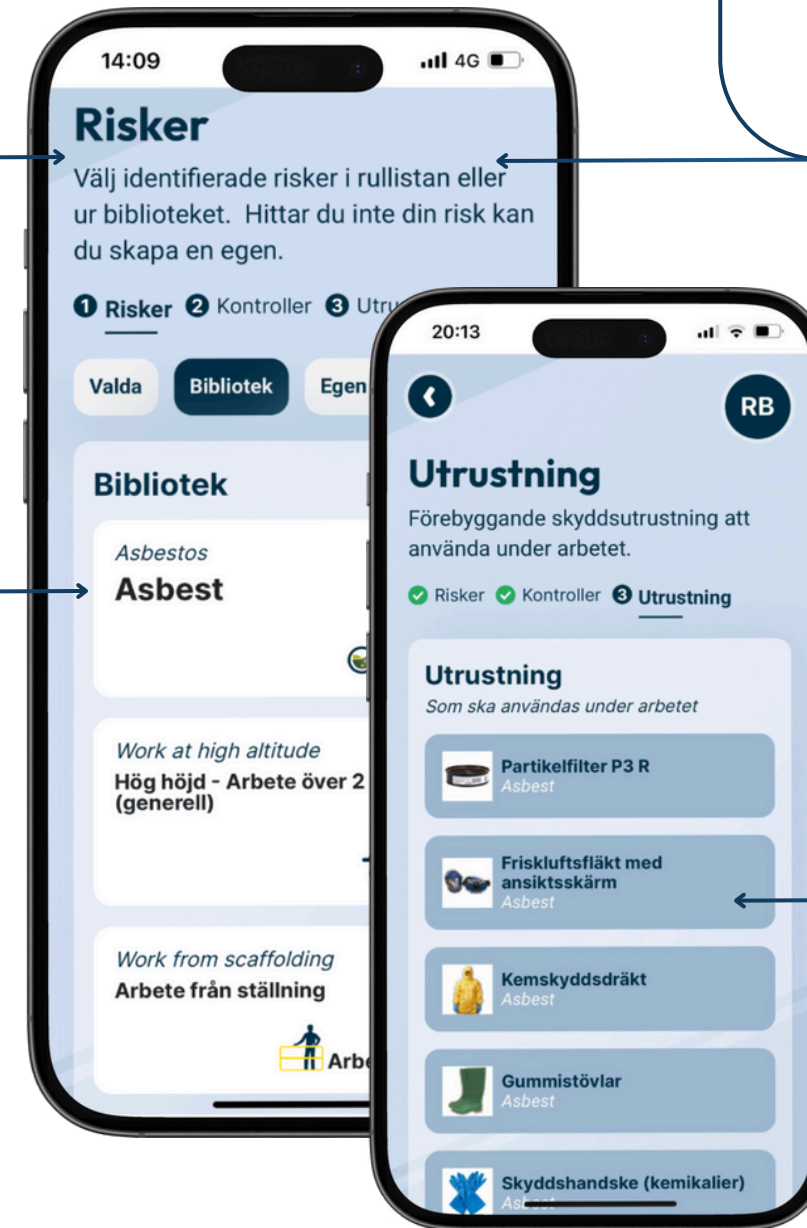 14:09
4G
Risker
Välj identifierade risker i rullistan eller
ur biblioteket.  Hittar du inte din risk kan
du skapa en egen.
1 Risker 2 Kontroller 3
Valda
Bibliotek
Egen
Bibliotek
Asbestos
Asbest
Work at high altitude
Hög höjd - Arbete över 2
(generell)
Work from scaffolding
Arbete från ställning
20:13
RB
Utrustning
Förebyggande skyddsutrustning att
använda under arbetet.
Risker Kontroller 3 Utrustning
Utrustning
Som ska användas under arbetet
Partikelfilter P3 R
Asbest
Friskluftsfläkt med
ansiktsskärm
Asbest
Kemskyddsdräkt
Asbest
Gummistövlar
Asbest
Skyddshandske (kemikalier)
Asbest